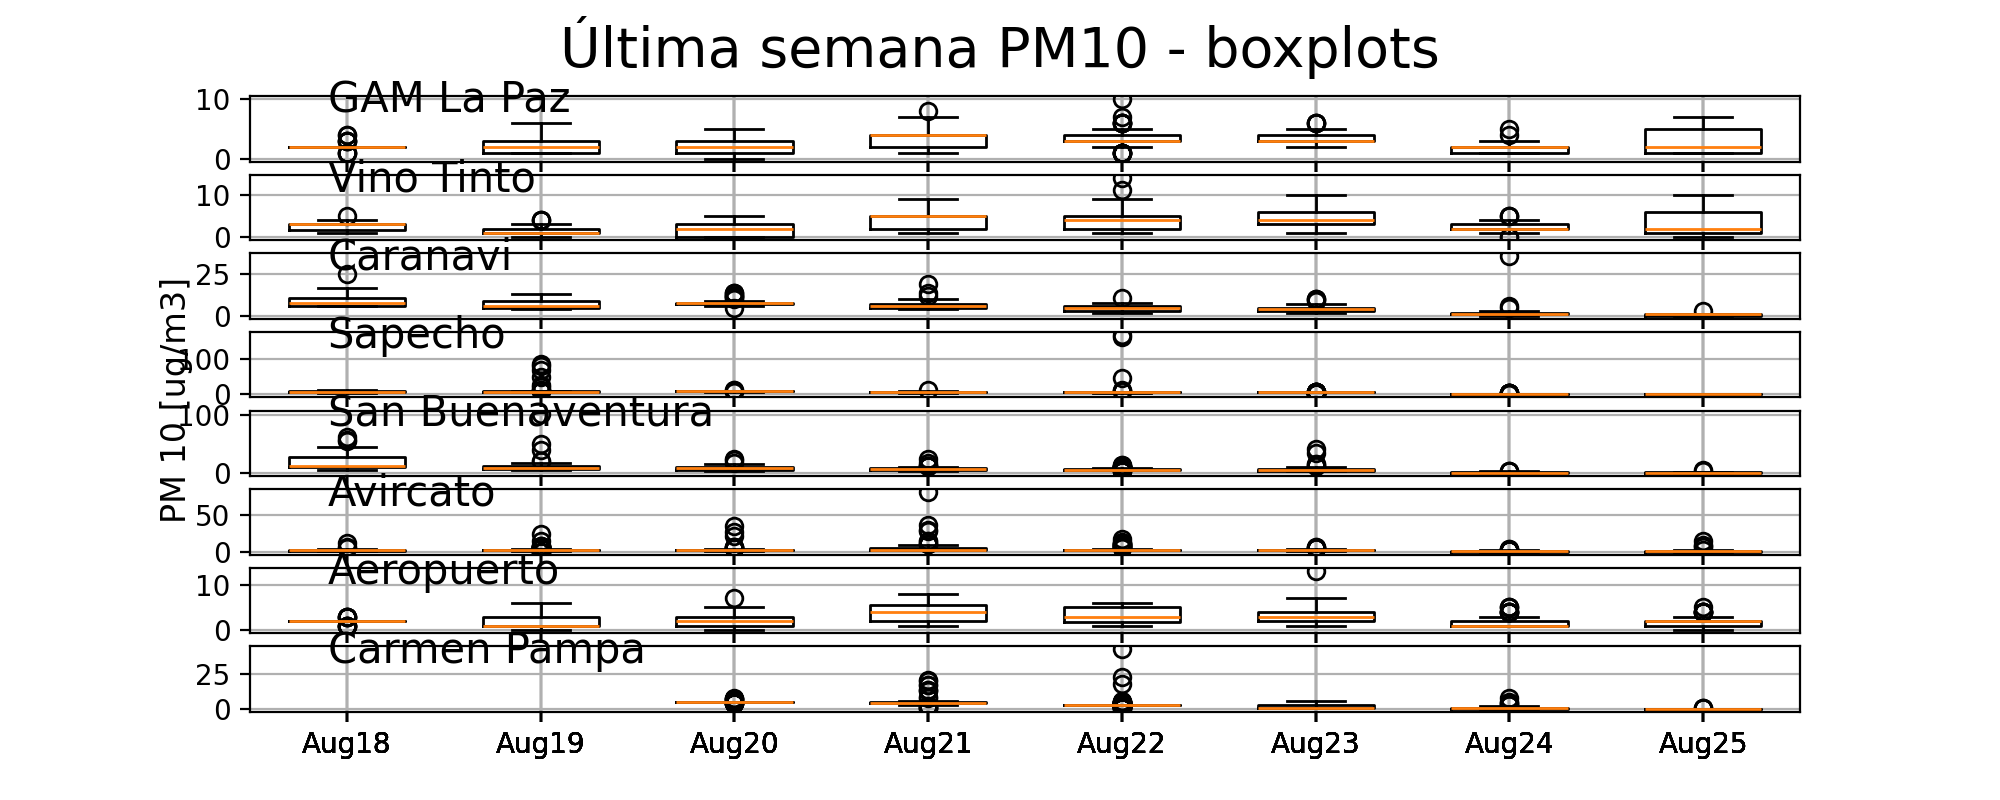 Última semana PM10 - boxplots
GAM La Paz
10
0
Vino Tinto
10
0
Caranavi
25
0
Sapecho
100
0
San Buenaventura
100
0
Avircato
50
0
Aeropuerto
10
0
Carmen Pampa
25
0
PM 10 [ug/m3]
Aug18 Aug19 Aug20 Aug21 Aug22 Aug23 Aug24 Aug25